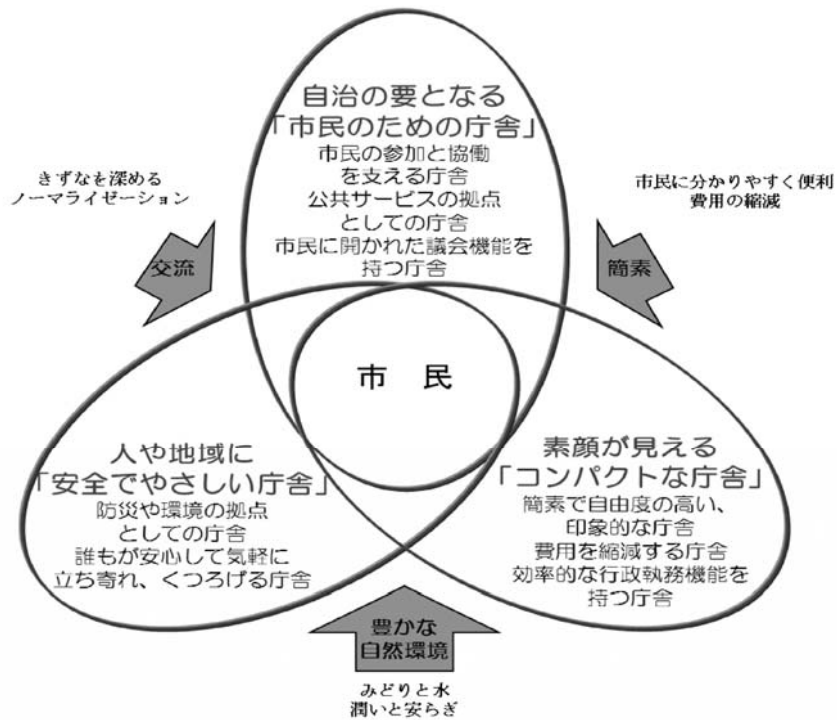 自治の要となる
「市民のための庁舎」
市民の参加と協働
を支える庁舎
公共サービスの拠点
としての庁舎
市民に開かれた議会機能を
持つ庁舎
きずなを深める
ノーマライゼーション
交流
市民に分かりやすく便利
費用の縮減
簡素
市 民
人や地域に
「安全でやさしい庁舎」
防災や環境の拠点
としての庁舎
誰もが安心して気軽に
立ち寄れ、くつろげる庁舎
素顔が見える
「コンパクトな庁舎」
簡素で自由度の高い、
印象的な庁舎
費用を縮減する庁舎
効率的な行政執務機能を
持つ庁舎
豊かな
自然環境
みどりと水
潤いと安らぎ